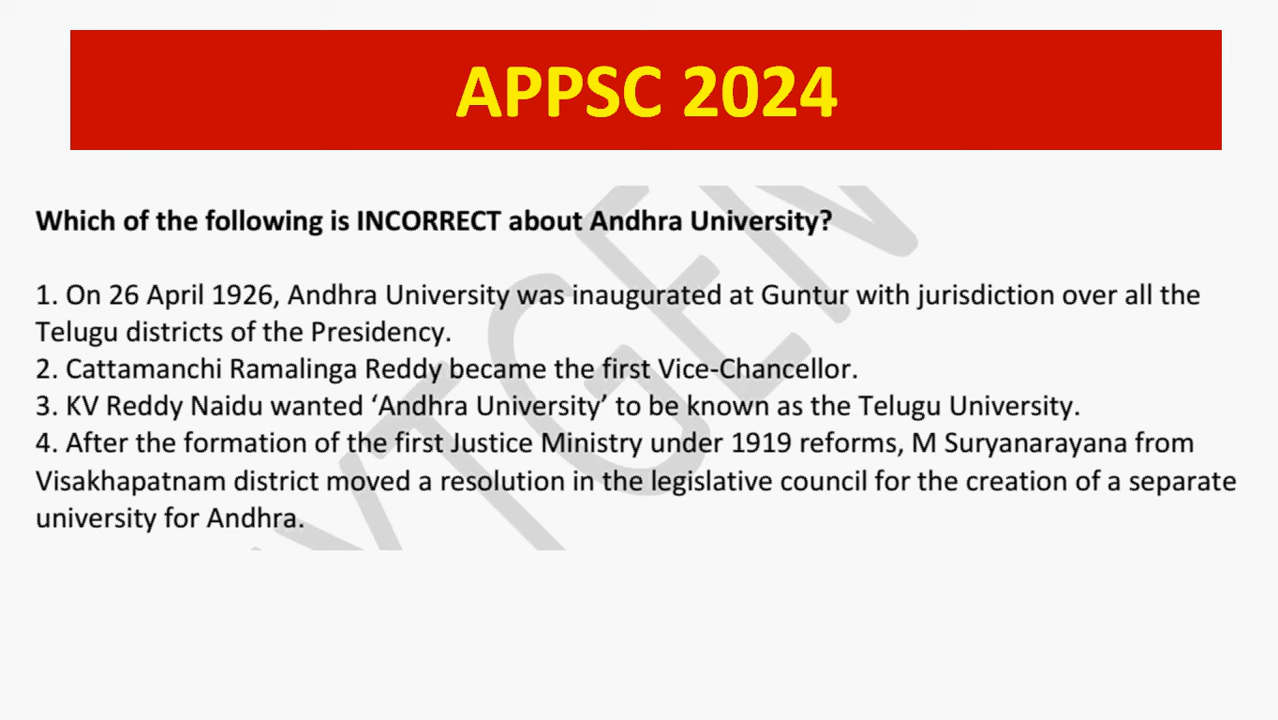 APPSC 2024
Which of the following is INCORRECT about Andhra University?
1. On 26 April 1926, Andhra University was inaugurated at Guntur with jurisdiction over all the
Telugu districts of the Presidency.
2. Cattamanchi Ramalinga Reddy became the first Vice-Chancellor.
3. KV Reddy Naidu wanted ‘Andhra University’ to be known as the Telugu University.
4. After the formation of the first Justice Ministry under 1919 reforms, M Suryanarayana from
Visakhapatnam district moved a resolution in the legislative council for the creation of a separate
university for Andhra.